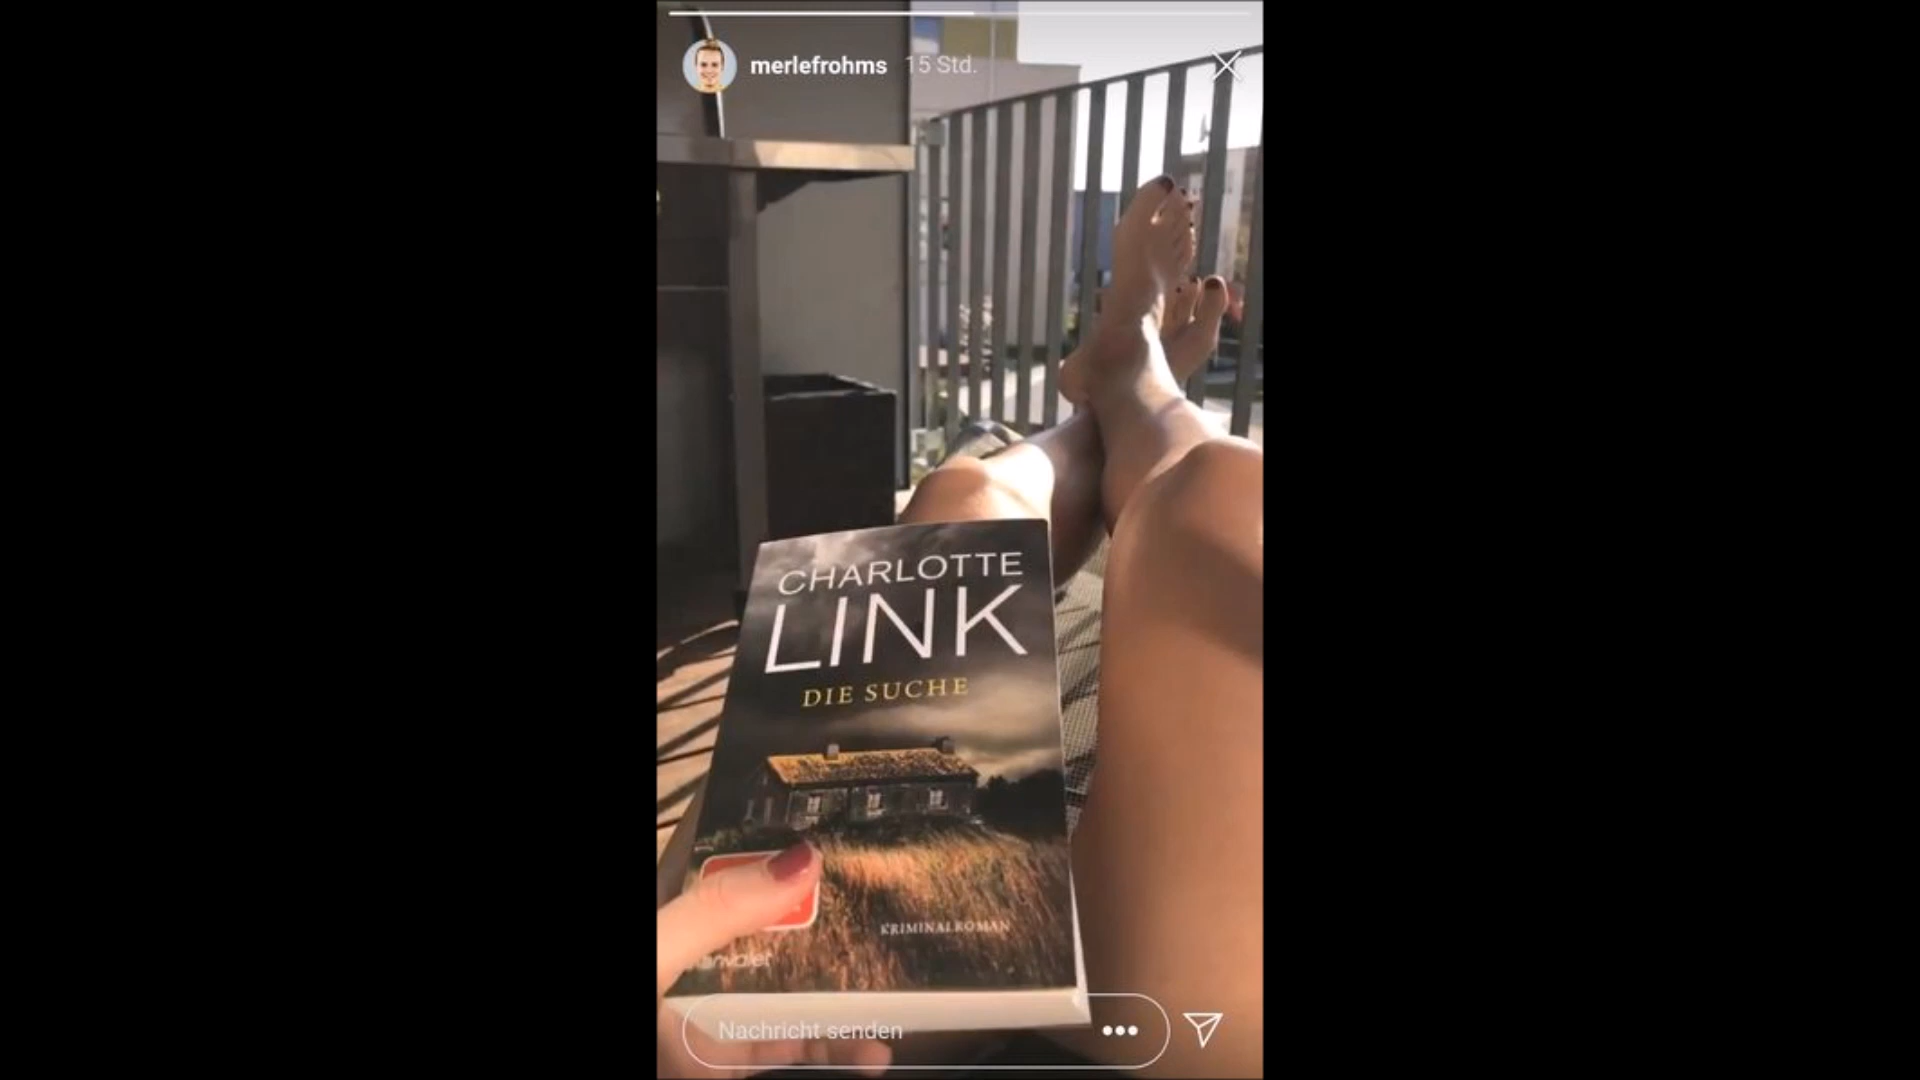 merlefrohms 15 Std.
CHARLOTTE
LINK
DIE SUCHE
KRIMINALROMAN
Nachricht senden